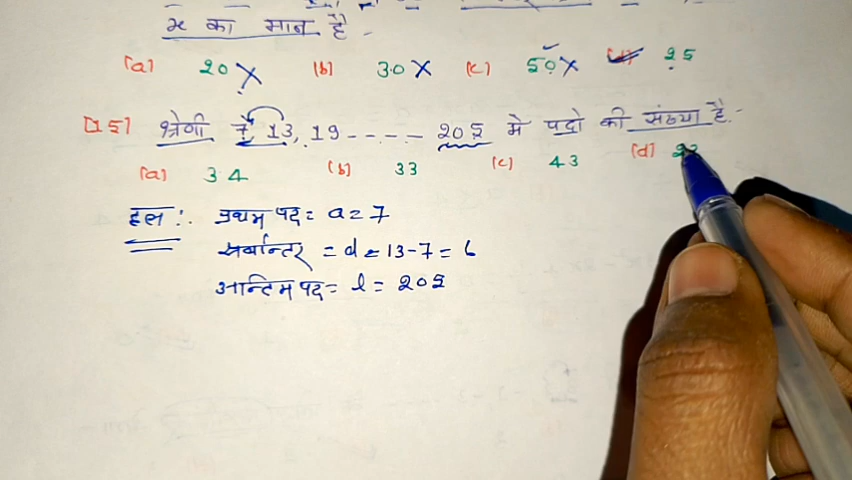 x का मान है -
(a) 20 (b) 30 (c) 50 25
[15] श्रेणी 7, 13, 19 ---- 205 मे पदो की संख्या है.-
(a) 34 (b) 33 (c) 43 (d)
हल :. प्रथम पद = a = 7
सर्वान्तर = d = 13-7 = 6
अन्तिम पद = l = 205